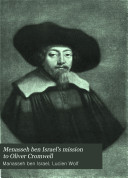 Menasseh ben Israel's mission
to Oliver Cromwell
Manasseh ben Israel, Lucien Wolf